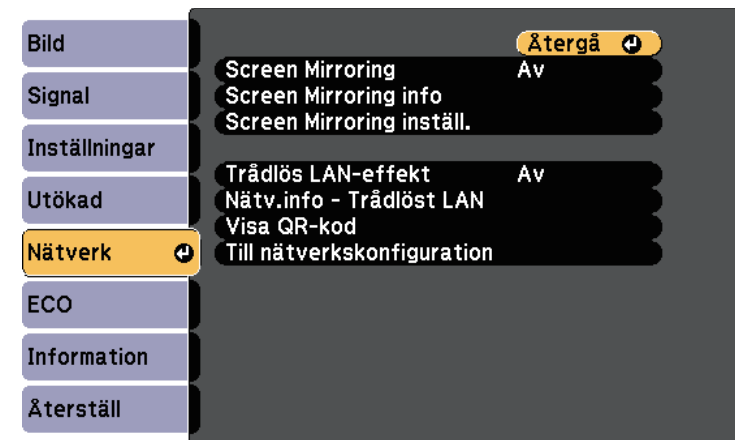 Bild
Signal
Inställningar
Utökad
Nätverk
ECO
Information
Återställ
Återgå
Screen Mirroring Av
Screen Mirroring info
Screen Mirroring inställ.
Trådlös LAN-effekt Av
Nätv.info - Trådlöst LAN
Visa QR-kod
Till nätverkskonfiguration